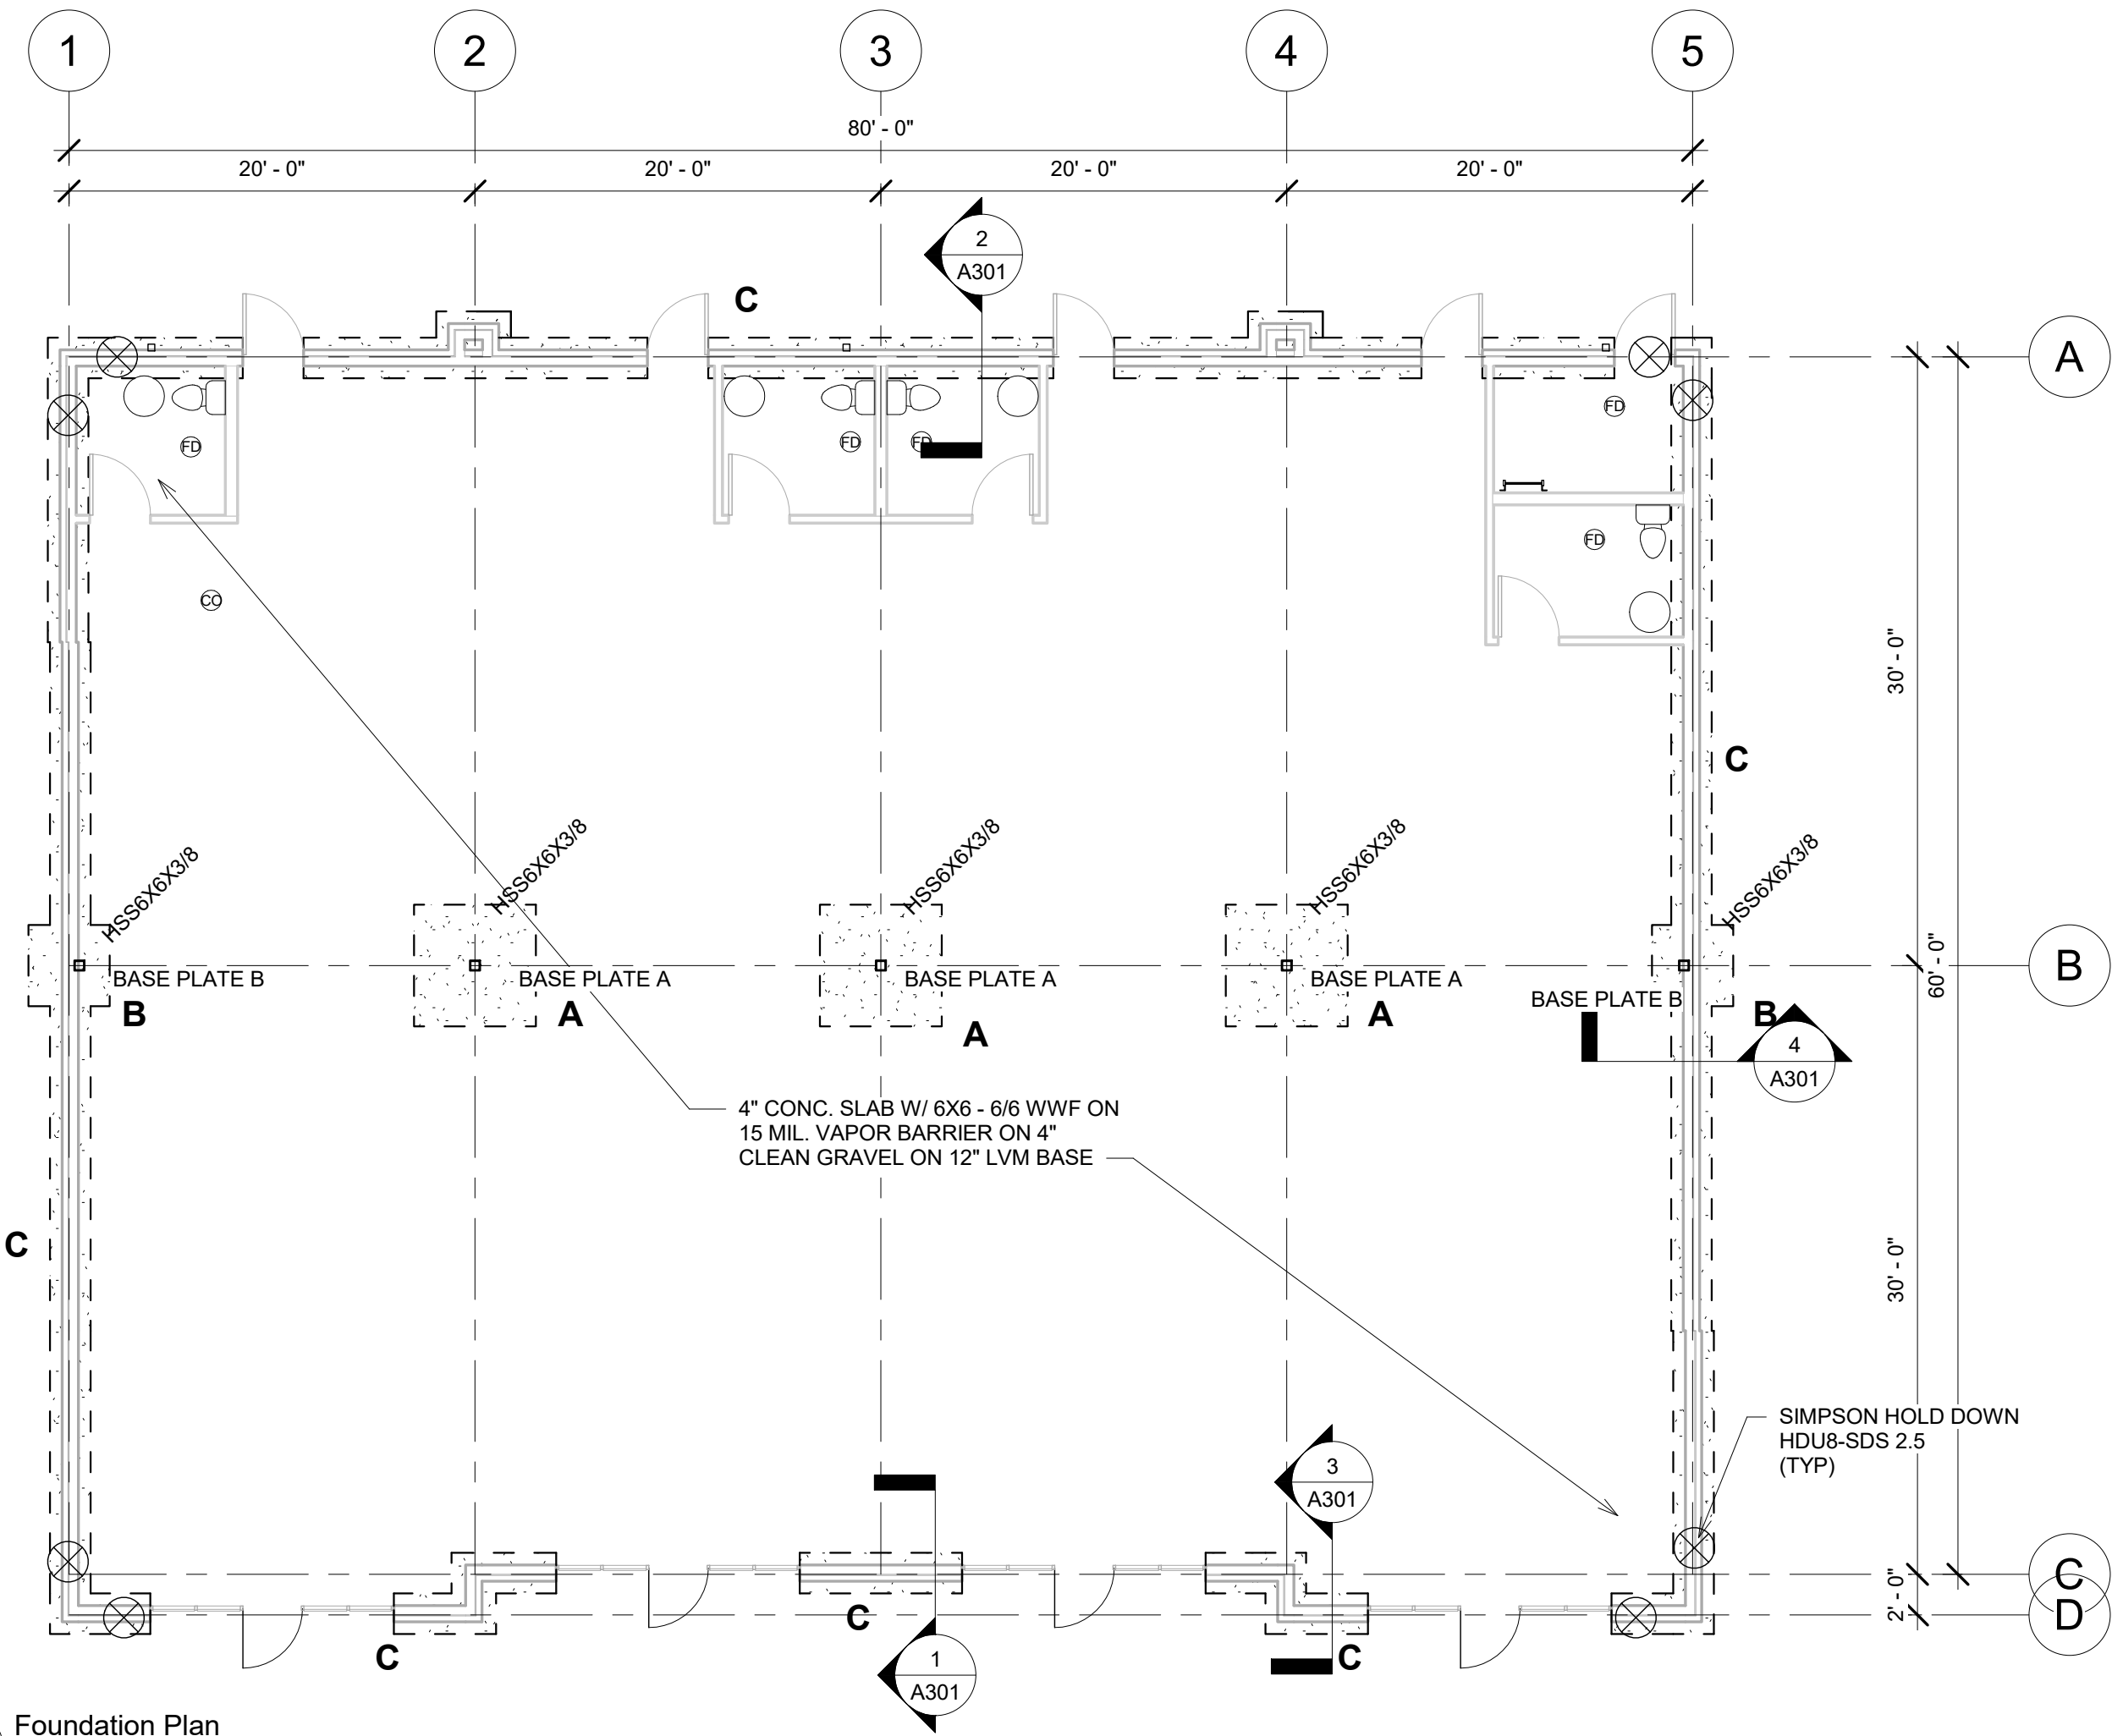 1
2
3
4
5
80' - 0"
20' - 0"
20' - 0"
20' - 0"
20' - 0"
2
A301
C
A
FD
FD
FD
FD
FD
CO
30' - 0"
C
HSS6X6X3/8
HSS6X6X3/8
HSS6X6X3/8
HSS6X6X3/8
HSS6X6X3/8
B
60' - 0"
BASE PLATE B
BASE PLATE A
BASE PLATE A
BASE PLATE A
BASE PLATE B
B
A
A
A
B
4
A301
4" CONC. SLAB W/ 6X6 - 6/6 WWF ON
15 MIL. VAPOR BARRIER ON 4"
CLEAN GRAVEL ON 12" LVM BASE
C
30' - 0"
SIMPSON HOLD DOWN
HDU8-SDS 2.5
(TYP)
3
A301
C
2' - 0"
D
C
C
C
1
A301
Foundation Plan